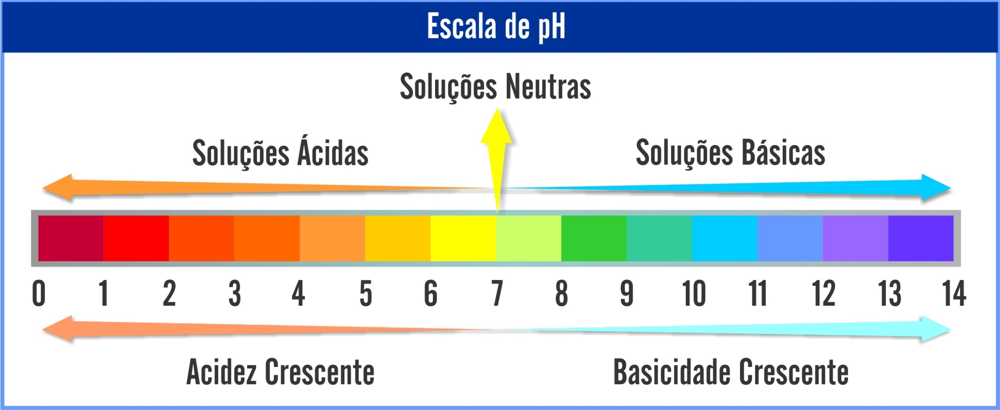 Escala de pH
Soluções Neutras
Soluções Ácidas
Soluções Básicas
0 1 2 3 4 5 6 7 8 9 10 11 12 13 14
Acidez Crescente
Basicidade Crescente